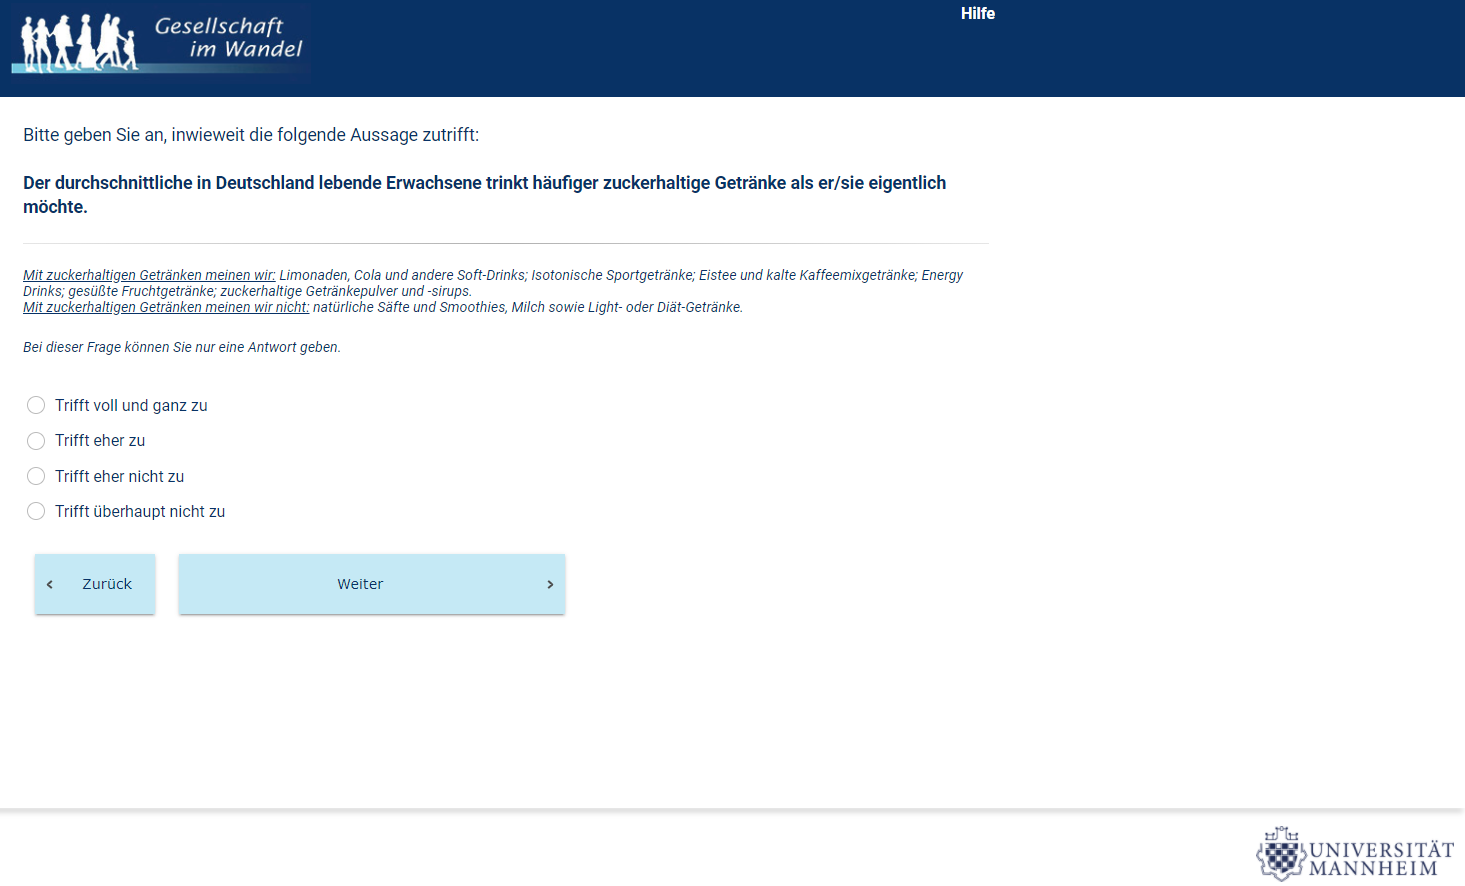 Gesellschaft
im Wandel
Hilfe
Bitte geben Sie an, inwieweit die folgende Aussage zutrifft:
Der durchschnittliche in Deutschland lebende Erwachsene trinkt häufiger zuckerhaltige Getränke als er/sie eigentlich
möchte.
Mit zuckerhaltigen Getränken meinen wir: Limonaden, Cola und andere Soft-Drinks; Isotonische Sportgetränke; Eistee und kalte Kaffeemixgetränke; Energy
Drinks; gesüßte Fruchtgetränke; zuckerhaltige Getränkepulver und -sirups.
Mit zuckerhaltigen Getränken meinen wir nicht: natürliche Säfte und Smoothies, Milch sowie Light- oder Diät-Getränke.
Bei dieser Frage können Sie nur eine Antwort geben.
Trifft voll und ganz zu
Trifft eher zu
Trifft eher nicht zu
Trifft überhaupt nicht zu
Zurück
Weiter
UNIVERSITÄT
MANNHEIM